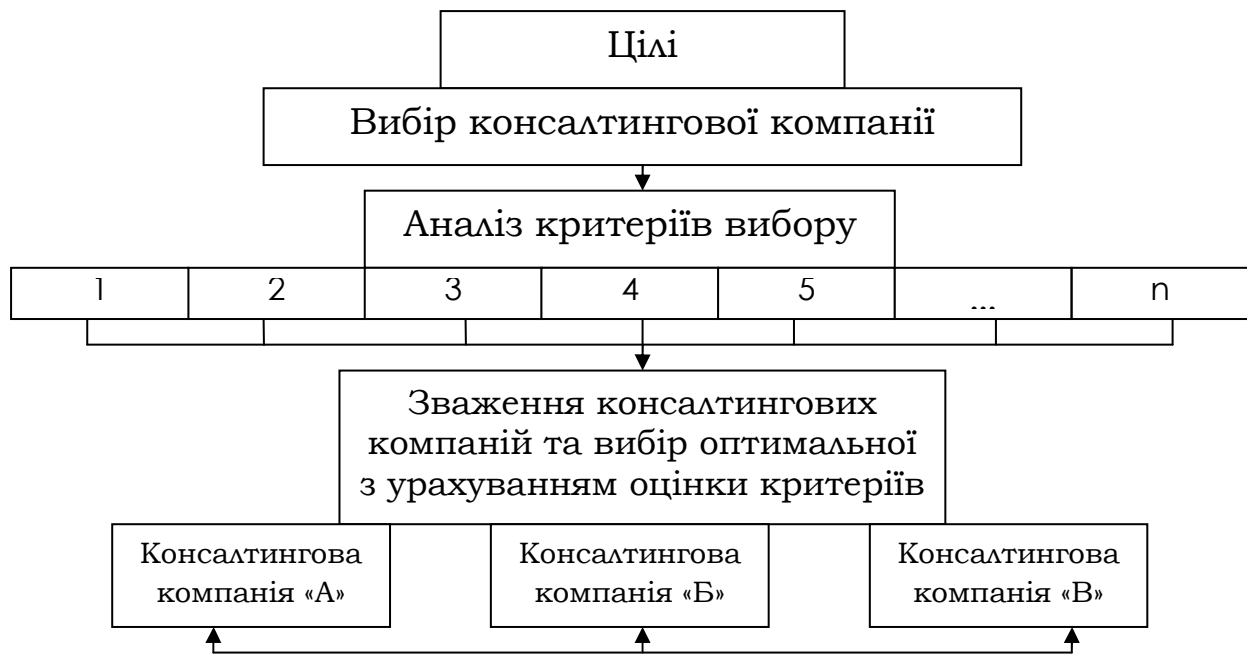 Цілі
Вибір консалтингової компанії
Аналіз критеріїв вибору
1 2 3 4 5 ... n
Зваження консалтингових
компаній та вибір оптимальної
з урахуванням оцінки критеріїв
Консалтингова
компанія «А»
Консалтингова
компанія «Б»
Консалтингова
компанія «В»